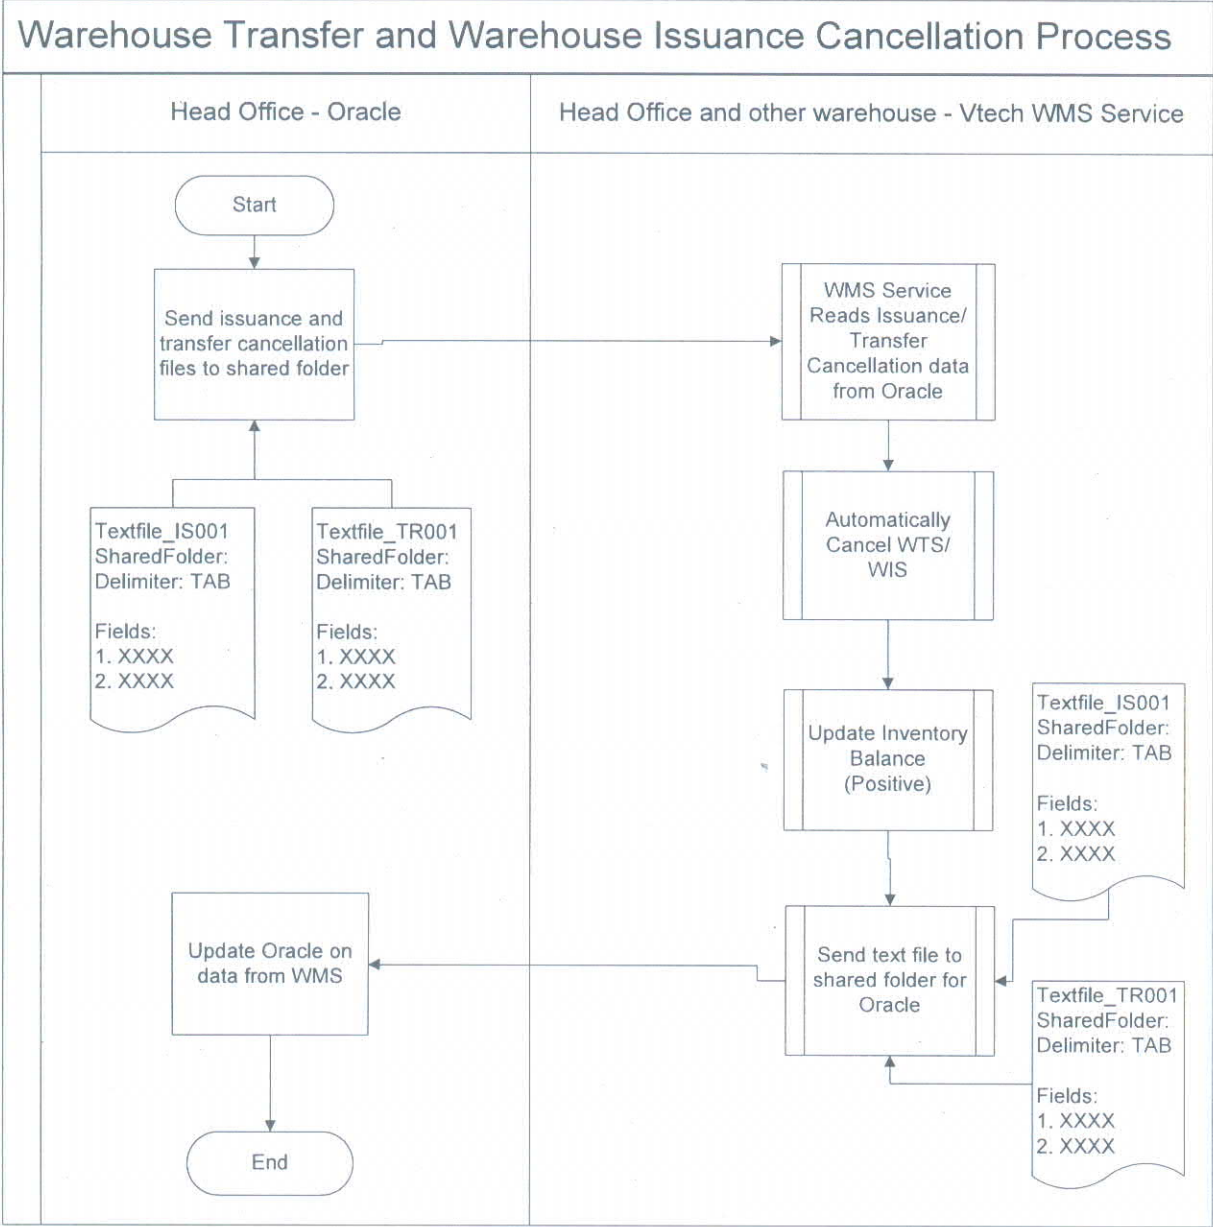 Warehouse Transfer and Warehouse Issuance Cancellation Process
Head Office - Oracle
Head Office and other warehouse - Vtech WMS Service
Start
Send issuance and
transfer cancellation
files to shared folder
WMS Service
Reads Issuance/
Transfer
Cancellation data
from Oracle
Textfile_IS001
SharedFolder:
Delimiter: TAB
Fields:
1. XXXX
2. XXXX
Textfile_TR001
SharedFolder:
Delimiter: TAB
Fields:
1. XXXX
2. XXXX
Automatically
Cancel WTS/
WIS
Update Inventory
Balance
(Positive)
Textfile_IS001
SharedFolder:
Delimiter: TAB
Fields:
1. XXXX
2. XXXX
Update Oracle on
data from WMS
Send text file to
shared folder for
Oracle
Textfile_TR001
SharedFolder:
Delimiter: TAB
Fields:
1. XXXX
2. XXXX
End